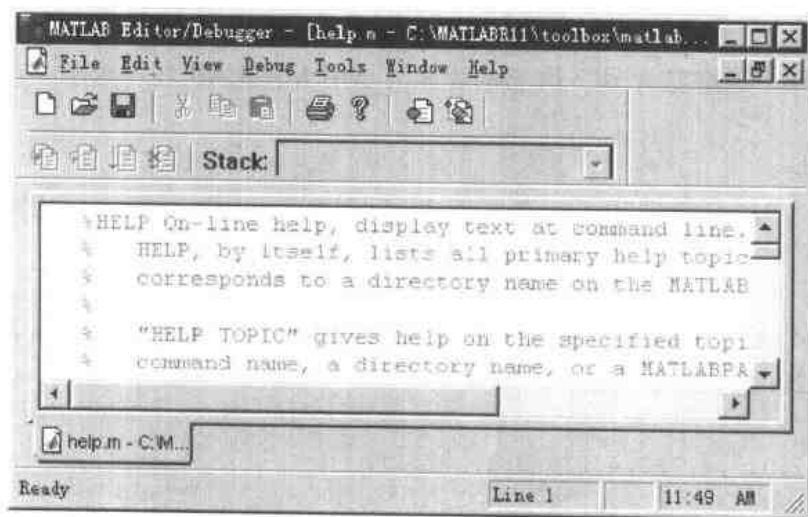 MATLAB Editor/Debugger - [help.m - C:\MATLABR11\toolbox\matlab...
File Edit View Debug Tools Window Help
Stack:
%HELP On-line help, display text at command line.
% HELP, by itself, lists all primary help topic
% corresponds to a directory name on the MATLAB
%
% "HELP TOPIC" gives help on the specified topi
% command name, a directory name, or a MATLABPA
help.m - C:\M...
Ready Line 1 11:49 AM